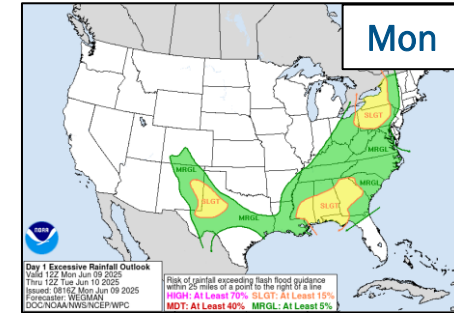 Mon
MRGL
SLGT
MRGL
SLGT
MRGL
MRGL
SLGT
MRGL
NOAA
Day 1 Excessive Rainfall Outlook
Valid 12Z Mon Jun 09 2025
Thru 12Z Tue Jun 10 2025
Issued: 0816Z Mon Jun 09 2025
Forecaster: WEGMAN
DOC/NOAA/NWS/NCEP/WPC
Risk of rainfall exceeding flash flood guidance
within 25 miles of a point to the right of a line
HIGH: At Least 70% SLGT: At Least 15%
MDT: At Least 40% MRGL: At Least 5%